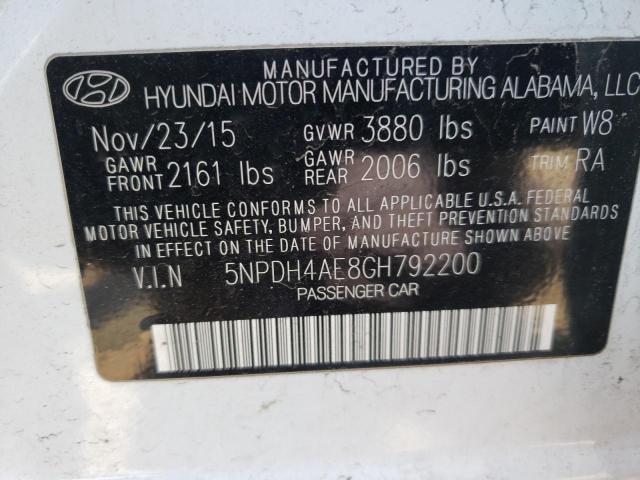 MANUFACTURED BY
HYUNDAI MOTOR MANUFACTURING ALABAMA, LLC
Nov/23/15 GVWR 3880 lbs PAINT W8
GAWR FRONT 2161 lbs GAWR REAR 2006 lbs TRIM RA
THIS VEHICLE CONFORMS TO ALL APPLICABLE U.S.A. FEDERAL
MOTOR VEHICLE SAFETY, BUMPER, AND THEFT PREVENTION STANDARDS
IN EFFECT ON THE DATE OF MANUFACTURE SHOWN ABOVE
V.I.N 5NPDH4AE8GH792200
PASSENGER CAR